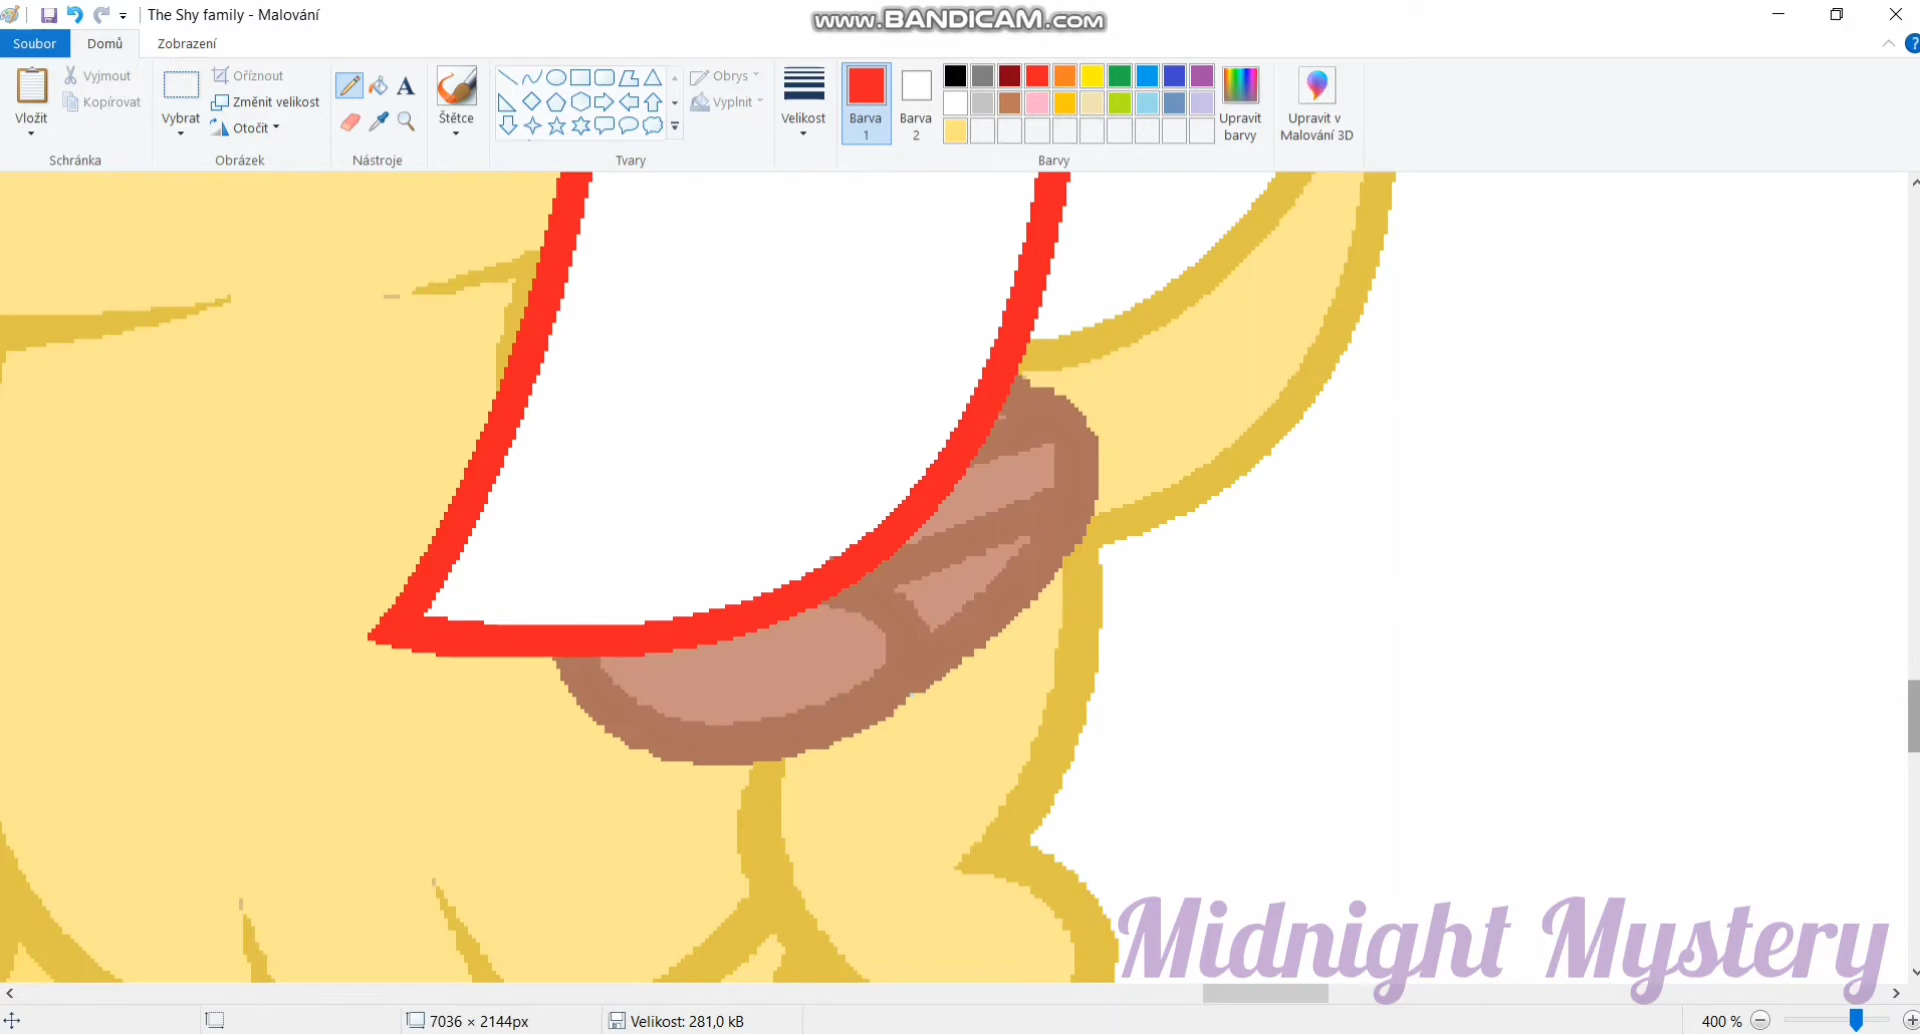 The Shy family - Malování
www.BANDICAM.com
Soubor
Domů
Zobrazení
Vložit
Vyjmout
Kopírovat
Schránka
Vybrat
Oříznout
Změnit velikost
Otočit
Obrázek
A
Nástroje
Štětce
Obrys
Vyplnit
Tvary
Velikost
Barva 1
Barva 2
Upravit barvy
Barvy
Upravit v Malování 3D
?
Midnight Mystery
7036 × 2144px
Velikost: 281,0 kB
400 %